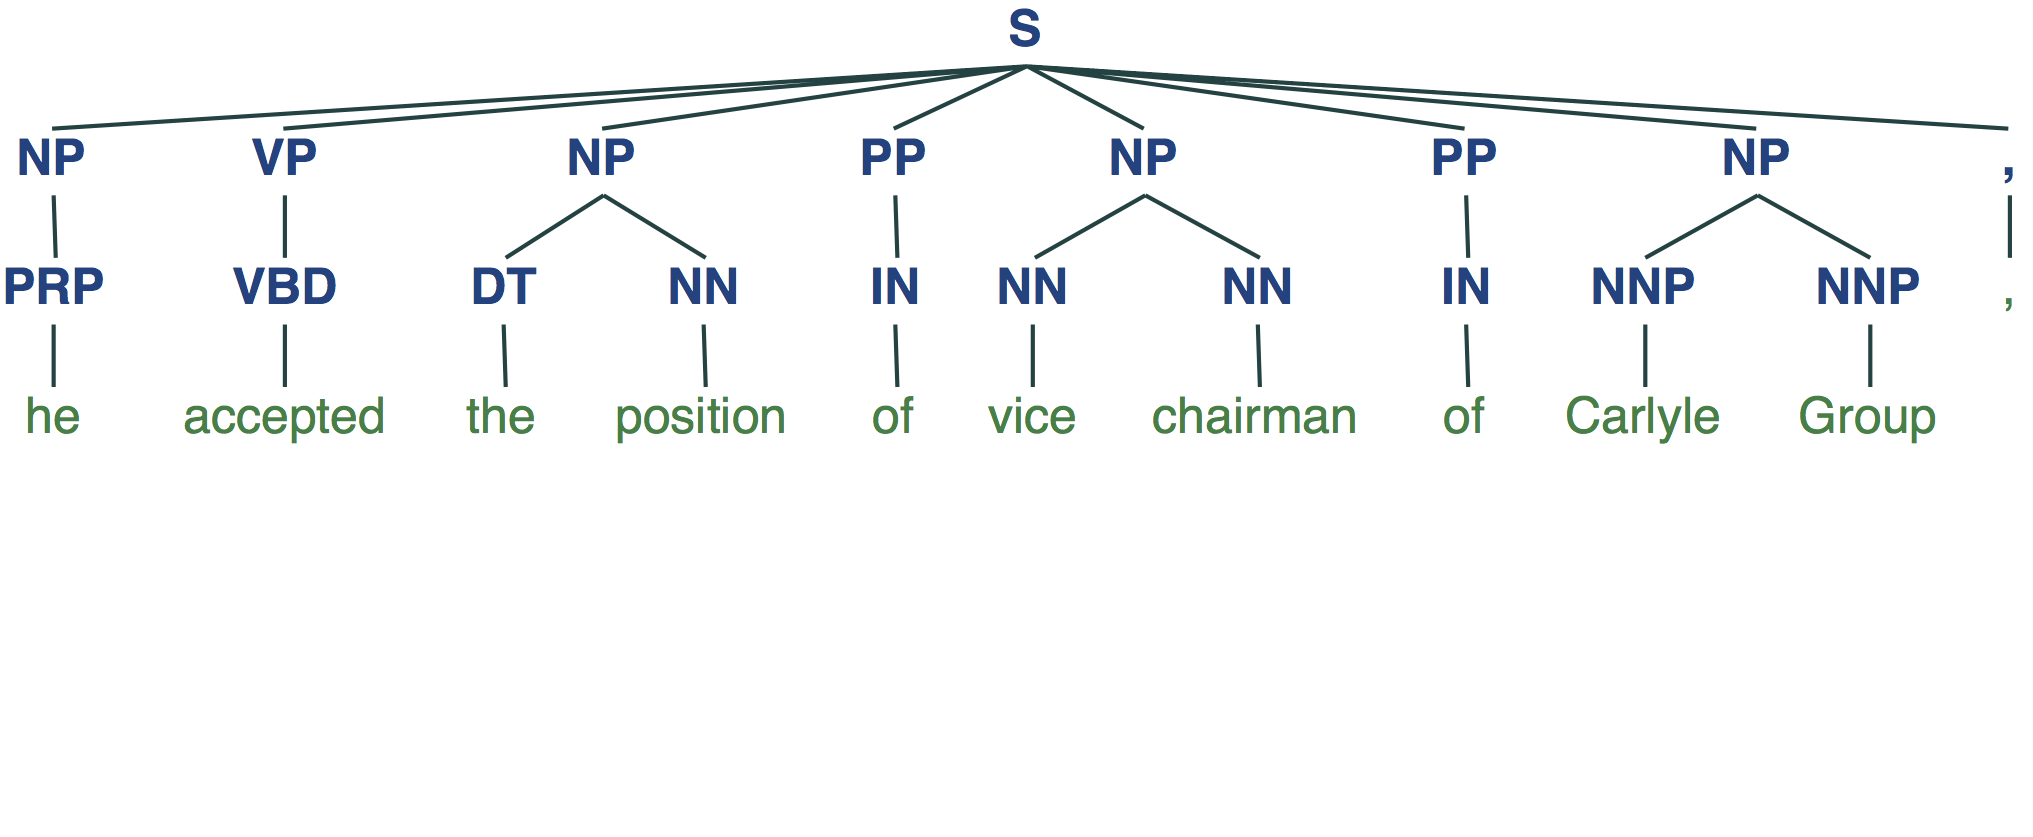 S
NP VP NP PP NP PP NP ,
PRP VBD DT NN IN NN NN IN NNP NNP ,
he accepted the position of vice chairman of Carlyle Group